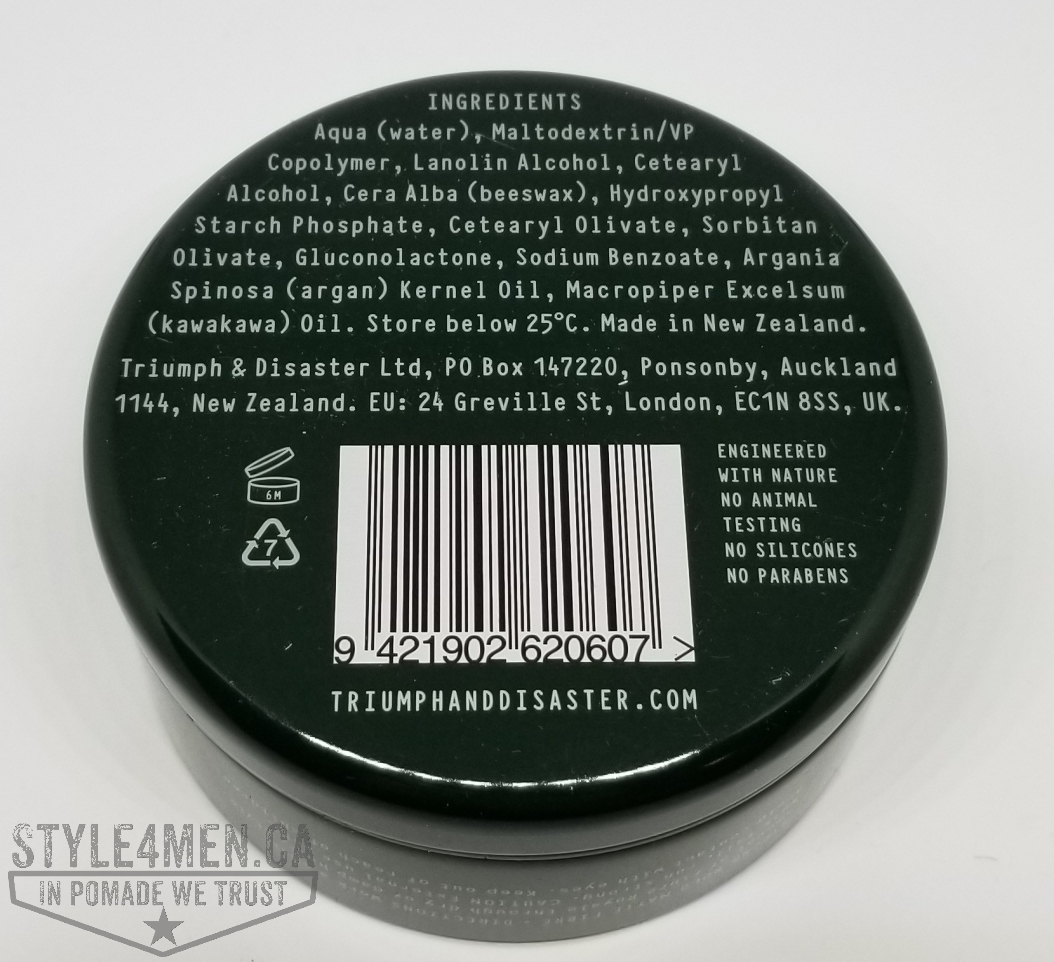 INGREDIENTS
Aqua (water), Maltodextrin/VP
Copolymer, Lanolin Alcohol, Cetearyl
Alcohol, Cera Alba (beeswax), Hydroxypropyl
Starch Phosphate, Cetearyl Olivate, Sorbitan
Olivate, Gluconolactone, Sodium Benzoate, Argania
Spinosa (argan) Kernel Oil, Macropiper Excelsum
(kawakawa) Oil. Store below 25°C. Made in New Zealand.
Triumph & Disaster Ltd, PO Box 147220, Ponsonby, Auckland
1144, New Zealand. EU: 24 Greville St, London, EC1N 8SS, UK.
6M
7
ENGINEERED
WITH NATURE
NO ANIMAL
TESTING
NO SILICONES
NO PARABENS
9 421902 620607 >
TRIUMPHANDDISASTER.COM
STYLE4MEN.CA
IN POMADE WE TRUST